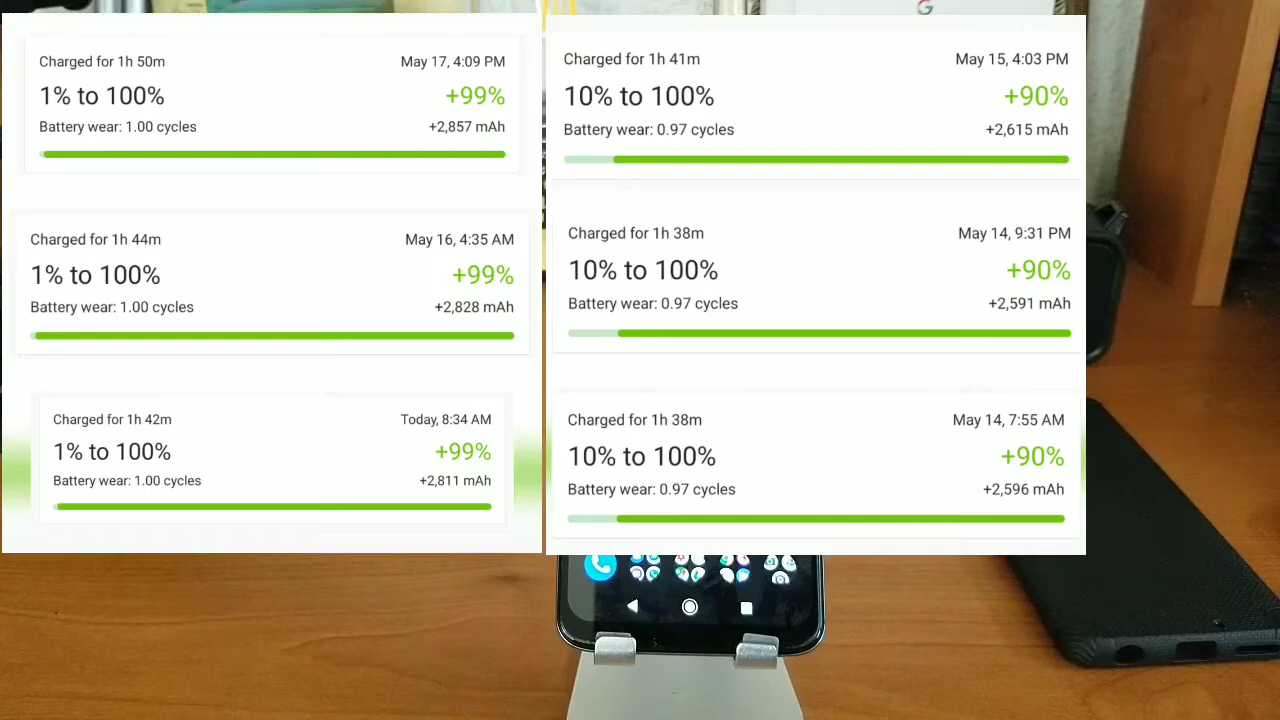 Charged for 1h 50m
May 17, 4:09 PM
1% to 100%
+99%
Battery wear: 1.00 cycles
+2,857 mAh
Charged for 1h 44m
May 16, 4:35 AM
1% to 100%
+99%
Battery wear: 1.00 cycles
+2,828 mAh
Charged for 1h 42m
Today, 8:34 AM
1% to 100%
+99%
Battery wear: 1.00 cycles
+2,811 mAh
G
Charged for 1h 41m
May 15, 4:03 PM
10% to 100%
+90%
Battery wear: 0.97 cycles
+2,615 mAh
Charged for 1h 38m
May 14, 9:31 PM
10% to 100%
+90%
Battery wear: 0.97 cycles
+2,591 mAh
Charged for 1h 38m
May 14, 7:55 AM
10% to 100%
+90%
Battery wear: 0.97 cycles
+2,596 mAh